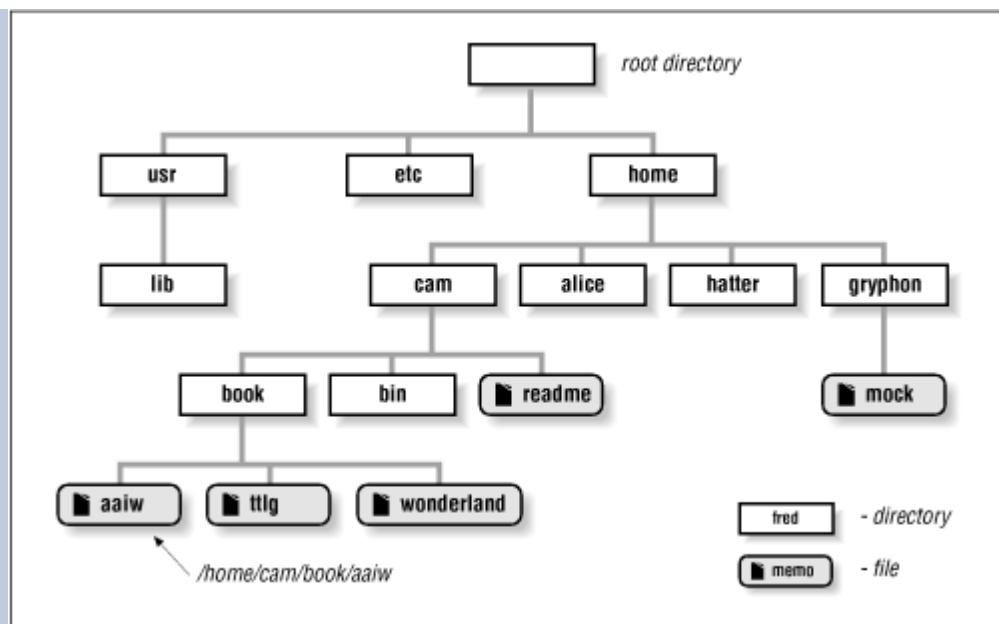 root directory
usr
etc
home
lib
cam
alice
hatter
gryphon
book
bin
readme
mock
aaiw
ttlg
wonderland
fred - directory
/home/cam/book/aaiw
memo - file